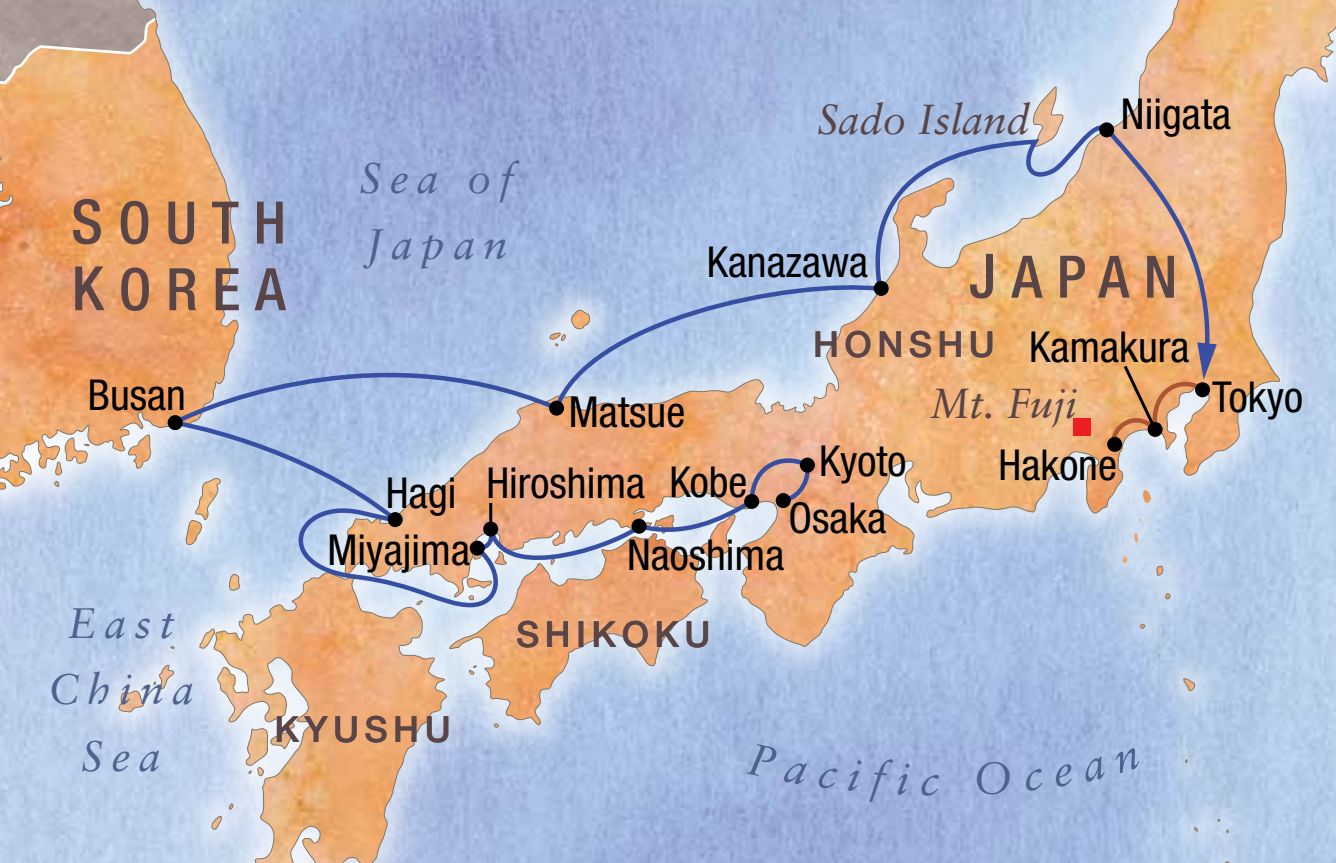 Sado Island
Niigata
Sea of
Japan
SOUTH
KOREA
Kanazawa
JAPAN
HONSHU
Kamakura
Busan
Matsue
Mt. Fuji
Tokyo
Hakone
Hagi
Hiroshima
Kobe
Kyoto
Osaka
Miyajima
Naoshima
East
China
Sea
SHIKOKU
KYUSHU
Pacific Ocean